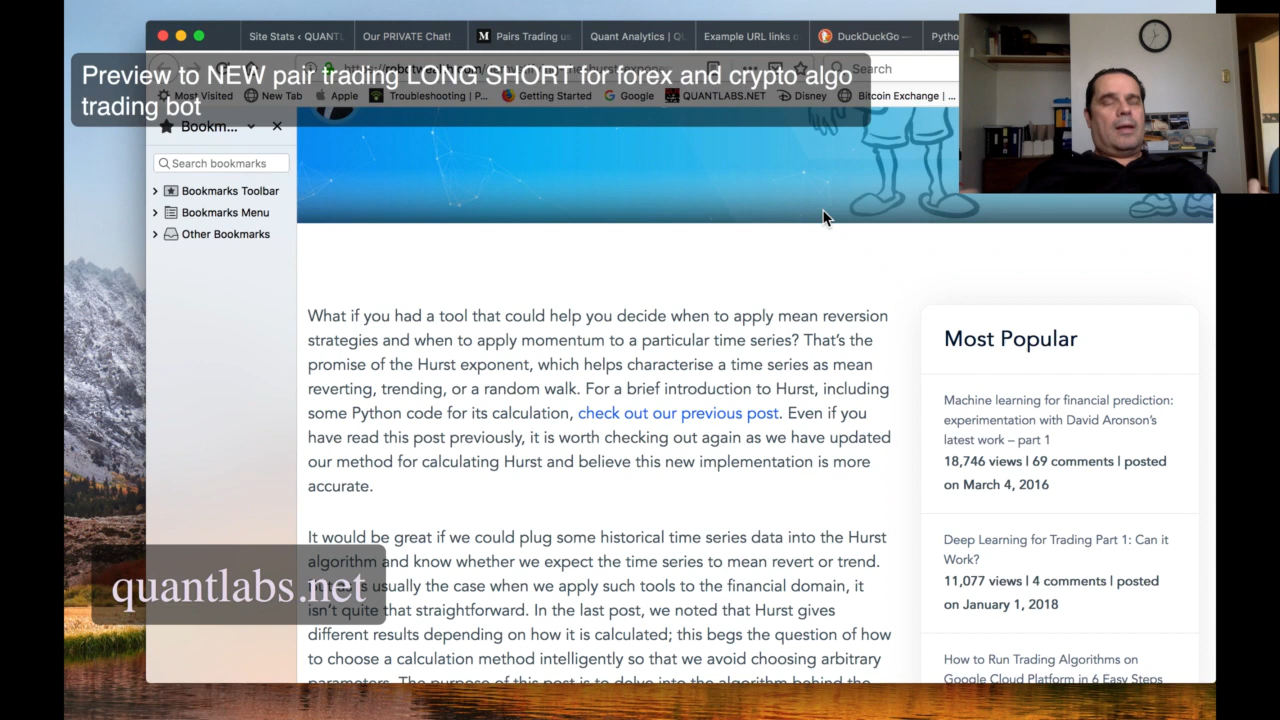 Site Stats ‹ QUANTL
Our PRIVATE Chat!
Pairs Trading u
Quant Analytics | Q
Example URL links o
DuckDuckGo —
Pytho
Preview to NEW pair trading LONG SHORT for forex and crypto algo
trading bot
Search
Most Visited
New Tab
Apple
Troubleshooting | P...
Getting Started
Google
QUANTLABS.NET
Disney
Bitcoin Exchange | ...
Bookm...
Search bookmarks
Bookmarks Toolbar
Bookmarks Menu
Other Bookmarks
What if you had a tool that could help you decide when to apply mean reversion
strategies and when to apply momentum to a particular time series? That's the
promise of the Hurst exponent, which helps characterise a time series as mean
reverting, trending, or a random walk. For a brief introduction to Hurst, including
some Python code for its calculation, check out our previous post. Even if you
have read this post previously, it is worth checking out again as we have updated
our method for calculating Hurst and believe this new implementation is more
accurate.
It would be great if we could plug some historical time series data into the Hurst
algorithm and know whether we expect the time series to mean revert or trend.
usually the case when we apply such tools to the financial domain, it
isn't quite that straightforward. In the last post, we noted that Hurst gives
different results depending on how it is calculated; this begs the question of how
to choose a calculation method intelligently so that we avoid choosing arbitrary
parameters. The purpose of this post is to delve into the algorithm behind the
quantlabs.net
Most Popular
Machine learning for financial prediction:
experimentation with David Aronson's
latest work – part 1
18,746 views | 69 comments | posted
on March 4, 2016
Deep Learning for Trading Part 1: Can it
Work?
11,077 views | 4 comments | posted
on January 1, 2018
How to Run Trading Algorithms on
Google Cloud Platform in 6 Easy Steps